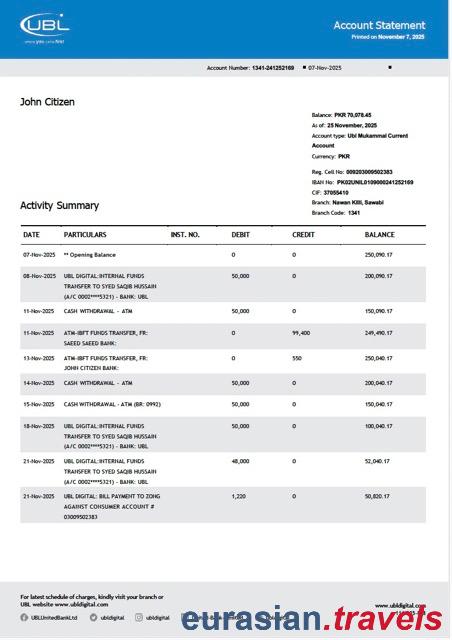 UBL
where you come first
Account Statement
Printed on November 7, 2025
Account Number: 1341-241252169 07-Nov-2025
John Citizen
Balance: PKR 70,078.45
As of: 25 November, 2025
Account type: Ubl Mukammal Current
Account
Currency: PKR
Reg. Cell No: 009203009502383
IBAN No: PK02UNIL0109000241252169
CIF: 37055410
Branch: Nawan Killi, Sawabi
Branch Code: 1341
Activity Summary
DATE PARTICULARS INST. NO. DEBIT CREDIT BALANCE
07-Nov-2025 ** Opening Balance 0 0 250,090.17
08-Nov-2025 UBL DIGITAL:INTERNAL FUNDS 50,000 0 200,090.17
TRANSFER TO SYED SAQIB HUSSAIN
(A/C 0002****5321) - BANK: UBL
11-Nov-2025 CASH WITHDRAWAL - ATM 50,000 0 150,090.17
11-Nov-2025 ATM-IBFT FUNDS TRANSFER, FR: 0 99,400 249,490.17
SAEED SAEED BANK:
13-Nov-2025 ATM-IBFT FUNDS TRANSFER, FR: 0 550 250,040.17
JOHN CITIZEN BANK:
14-Nov-2025 CASH WITHDRAWAL - ATM 50,000 0 200,040.17
15-Nov-2025 CASH WITHDRAWAL - ATM (BR: 0992) 50,000 0 150,040.17
18-Nov-2025 UBL DIGITAL:INTERNAL FUNDS 50,000 0 100,040.17
TRANSFER TO SYED SAQIB HUSSAIN
(A/C 0002****5321) - BANK: UBL
21-Nov-2025 UBL DIGITAL:INTERNAL FUNDS 48,000 0 52,040.17
TRANSFER TO SYED SAQIB HUSSAIN
(A/C 0002****5321) - BANK: UBL
21-Nov-2025 UBL DIGITAL: BILL PAYMENT TO ZONG 1,220 0 50,820.17
AGAINST CONSUMER ACCOUNT #
03009502383
For latest schedule of charges, kindly visit your branch or
UBL website www.ubldigital.com
www.ubldigital.com
UBLUnitedBankLtd ubldigital
eurasian.travels